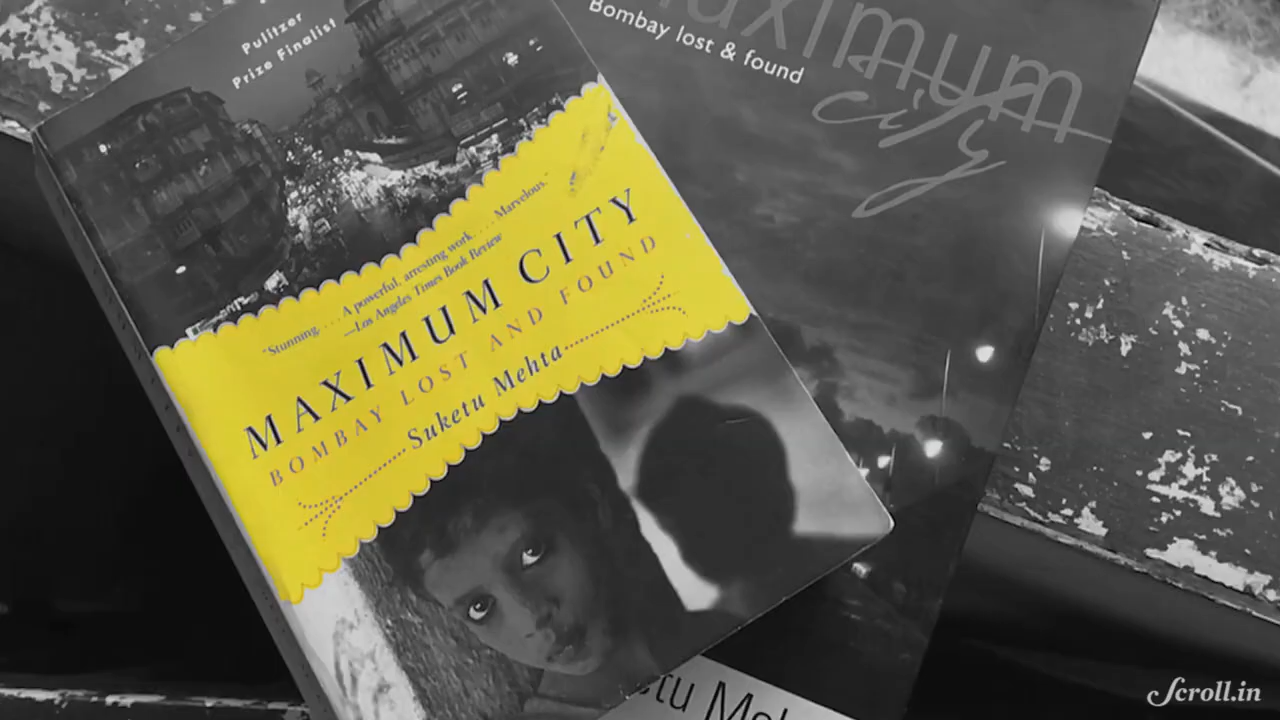 Pulitzer
Prize Finalist
"Stunning. . . . A powerful, arresting work. . . . Marvelous."
—Los Angeles Times Book Review
MAXIMUM CITY
BOMBAY LOST AND FOUND
Suketu Mehta
maximum
city
Bombay lost & found
Scroll.in